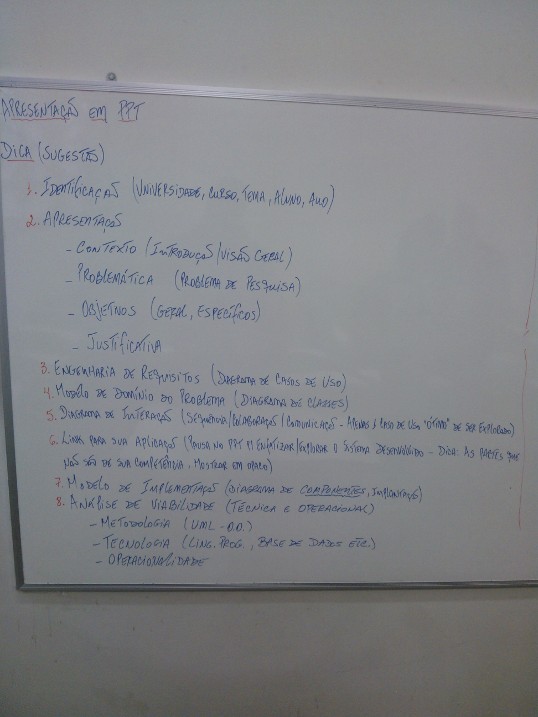 APRESENTAÇÃO EM PPT
DICA (SUGESTÃO)
1. IDENTIFICAÇÃO (UNIVERSIDADE, CURSO, TEMA, ALUNO, ANO)
2. APRESENTAÇÃO
- CONTEXTO (INTRODUÇÃO/VISÃO GERAL)
- PROBLEMÁTICA (PROBLEMA DE PESQUISA)
- OBJETIVOS (GERAL, ESPECÍFICOS)
- JUSTIFICATIVA
3. ENGENHARIA DE REQUISITOS (DIAGRAMA DE CASOS DE USO)
4. MODELO DE DOMÍNIO DO PROBLEMA (DIAGRAMA DE CLASSES)
5. DIAGRAMA DE INTERAÇÃO (SEQUÊNCIA/COLABORAÇÃO/COMUNICAÇÃO - APENAS 1 CASO DE USO "ÓTIMO" DE SER EXPLORADO)
6. LINK PARA SUA APLICAÇÃO (PAUSA NO PPT P/ ENFATIZAR/EXPLORAR O SISTEMA DESENVOLVIDO - DICA: AS PARTES QUE
NÃO SÃO DE SUA COMPETÊNCIA. MOSTRAR EM OPACO)
7. MODELO DE IMPLEMENTAÇÃO (DIAGRAMA DE COMPONENTES, IMPLANTAÇÃO)
8. ANÁLISE DE VIABILIDADE (TÉCNICA E OPERACIONAL)
- METODOLOGIA (UML - O.O.)
- TECNOLOGIA (LING. PROG., BASE DE DADOS ETC.)
- OPERACIONALIDADE